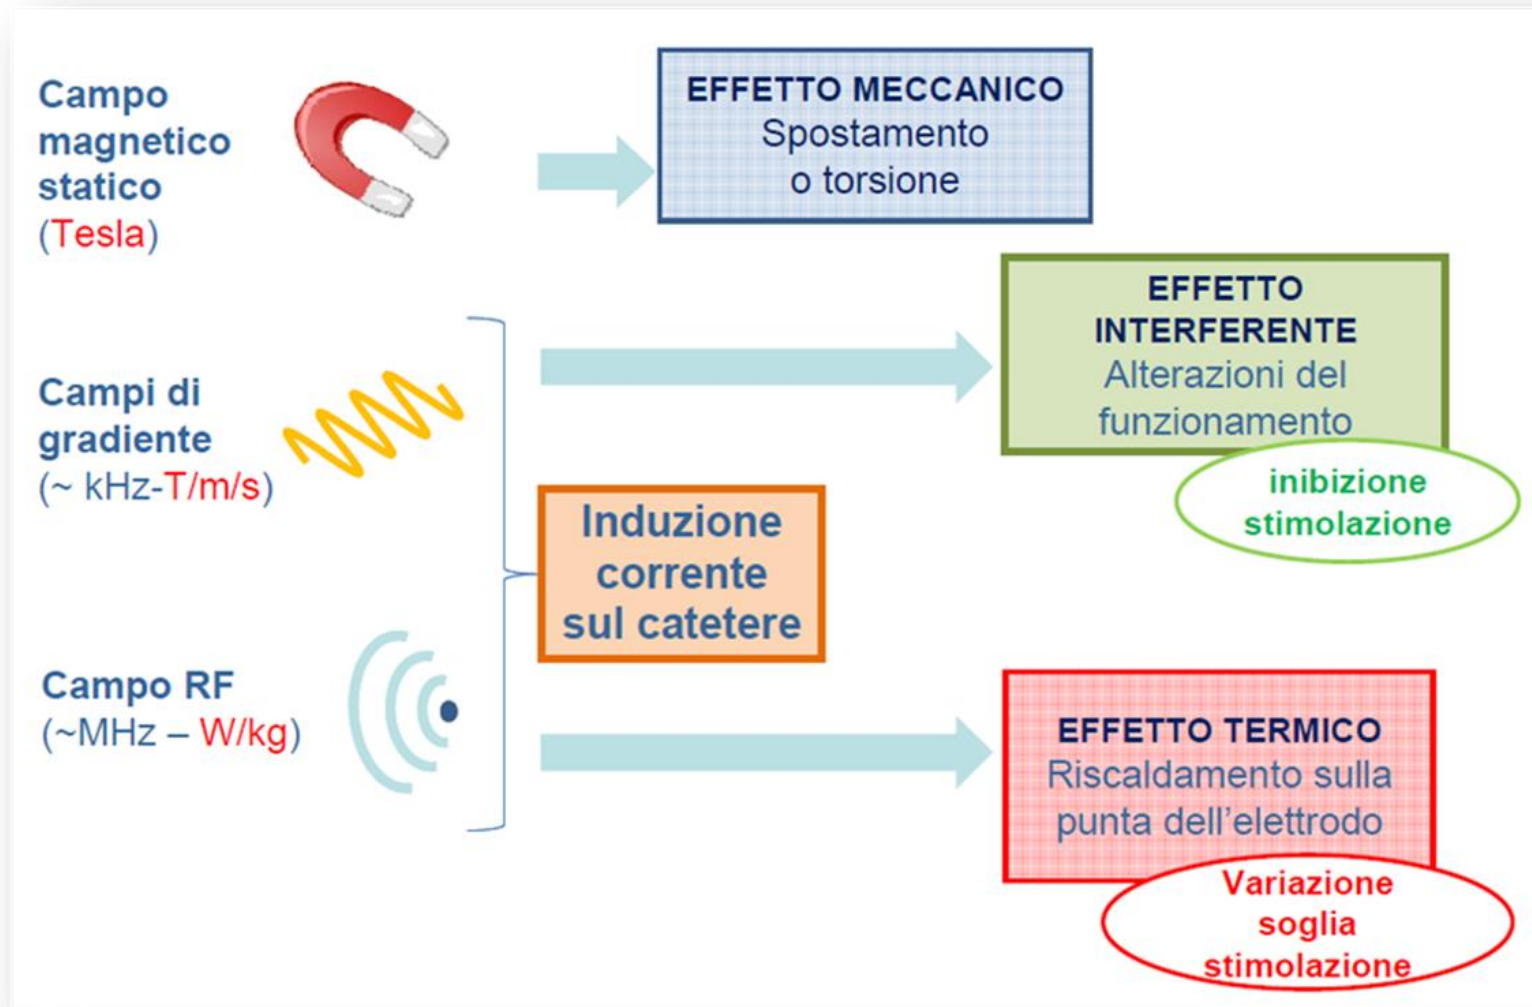 Campo
magnetico
statico
(Tesla)
EFFETTO MECCANICO
Spostamento
o torsione
Campi di
gradiente
(~ kHz-T/m/s)
EFFETTO
INTERFERENTE
Alterazioni del
funzionamento
inibizione
stimolazione
Induzione
corrente
sul catetere
Campo RF
(~MHz – W/kg)
EFFETTO TERMICO
Riscaldamento sulla
punta dell’elettrodo
Variazione
soglia
stimolazione